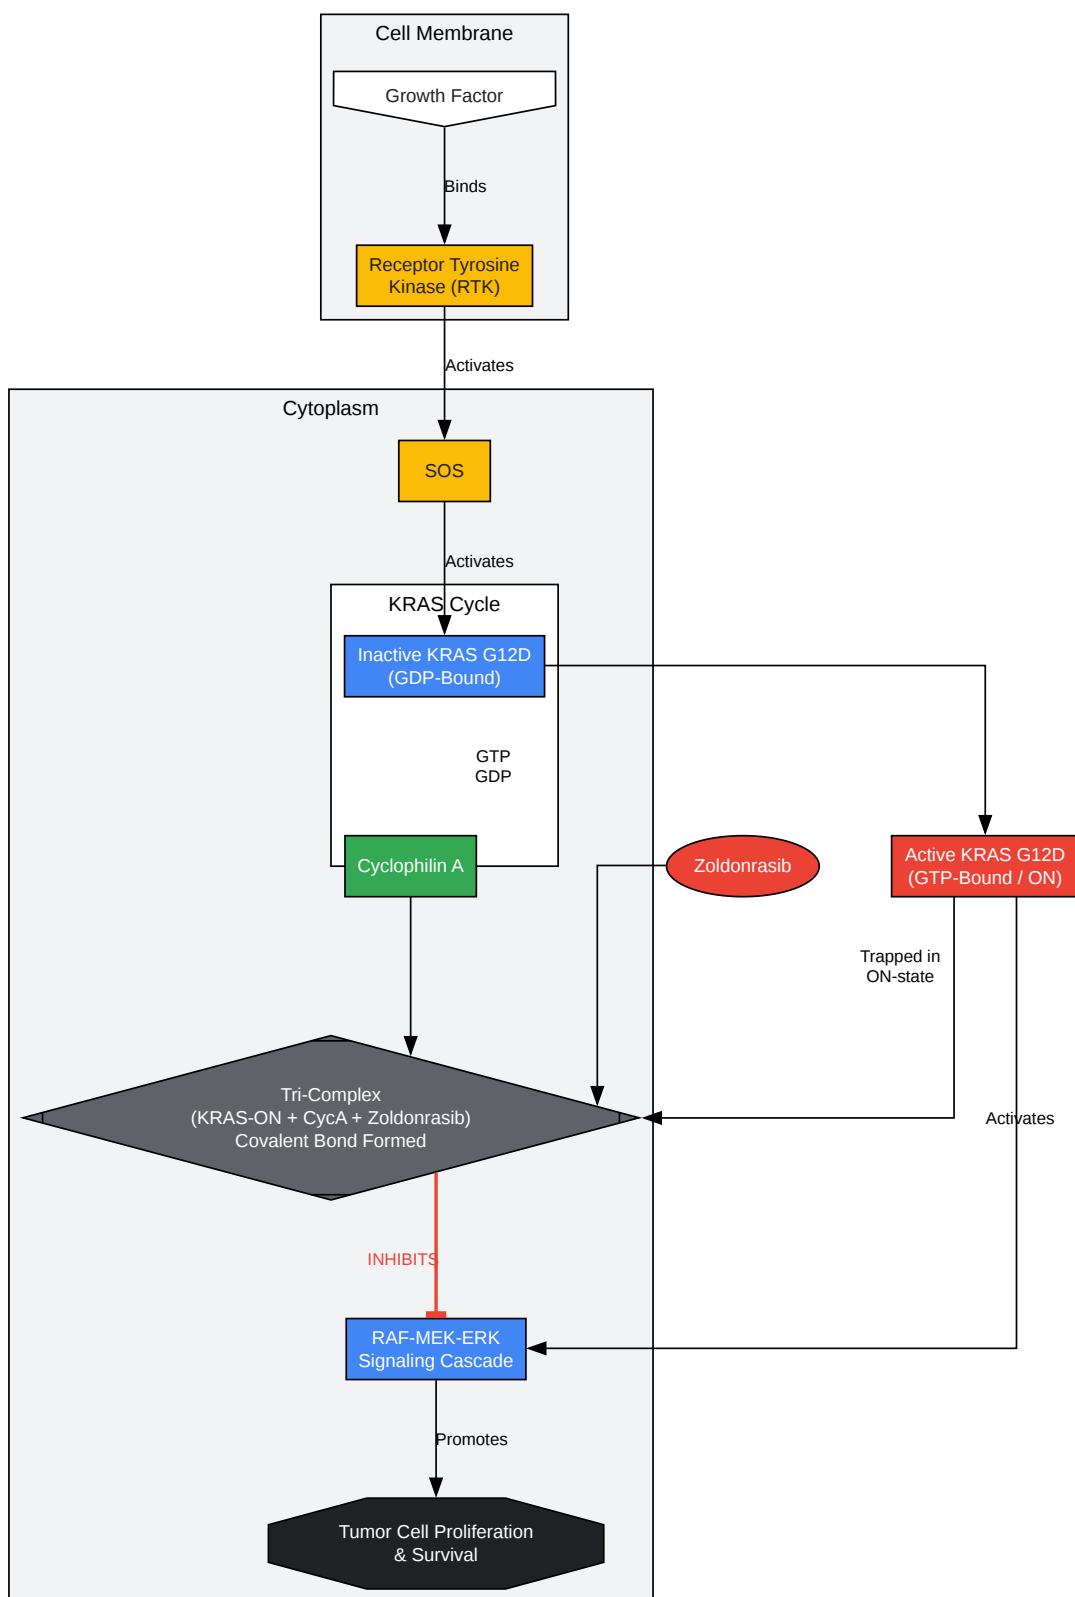 Cell Membrane
Growth Factor
Binds
Receptor Tyrosine
Kinase (RTK)
Activates
Cytoplasm
SOS
Activates
KRAS Cycle
Inactive KRAS G12D
(GDP-Bound)
GTP
GDP
Cyclophilin A
Zoldonrasib
Active KRAS G12D
(GTP-Bound / ON)
Trapped in
ON-state
Tri-Complex
(KRAS-ON + CycA + Zoldonrasib)
Covalent Bond Formed
Activates
INHIBITS
RAF-MEK-ERK
Signaling Cascade
Promotes
Tumor Cell Proliferation
& Survival